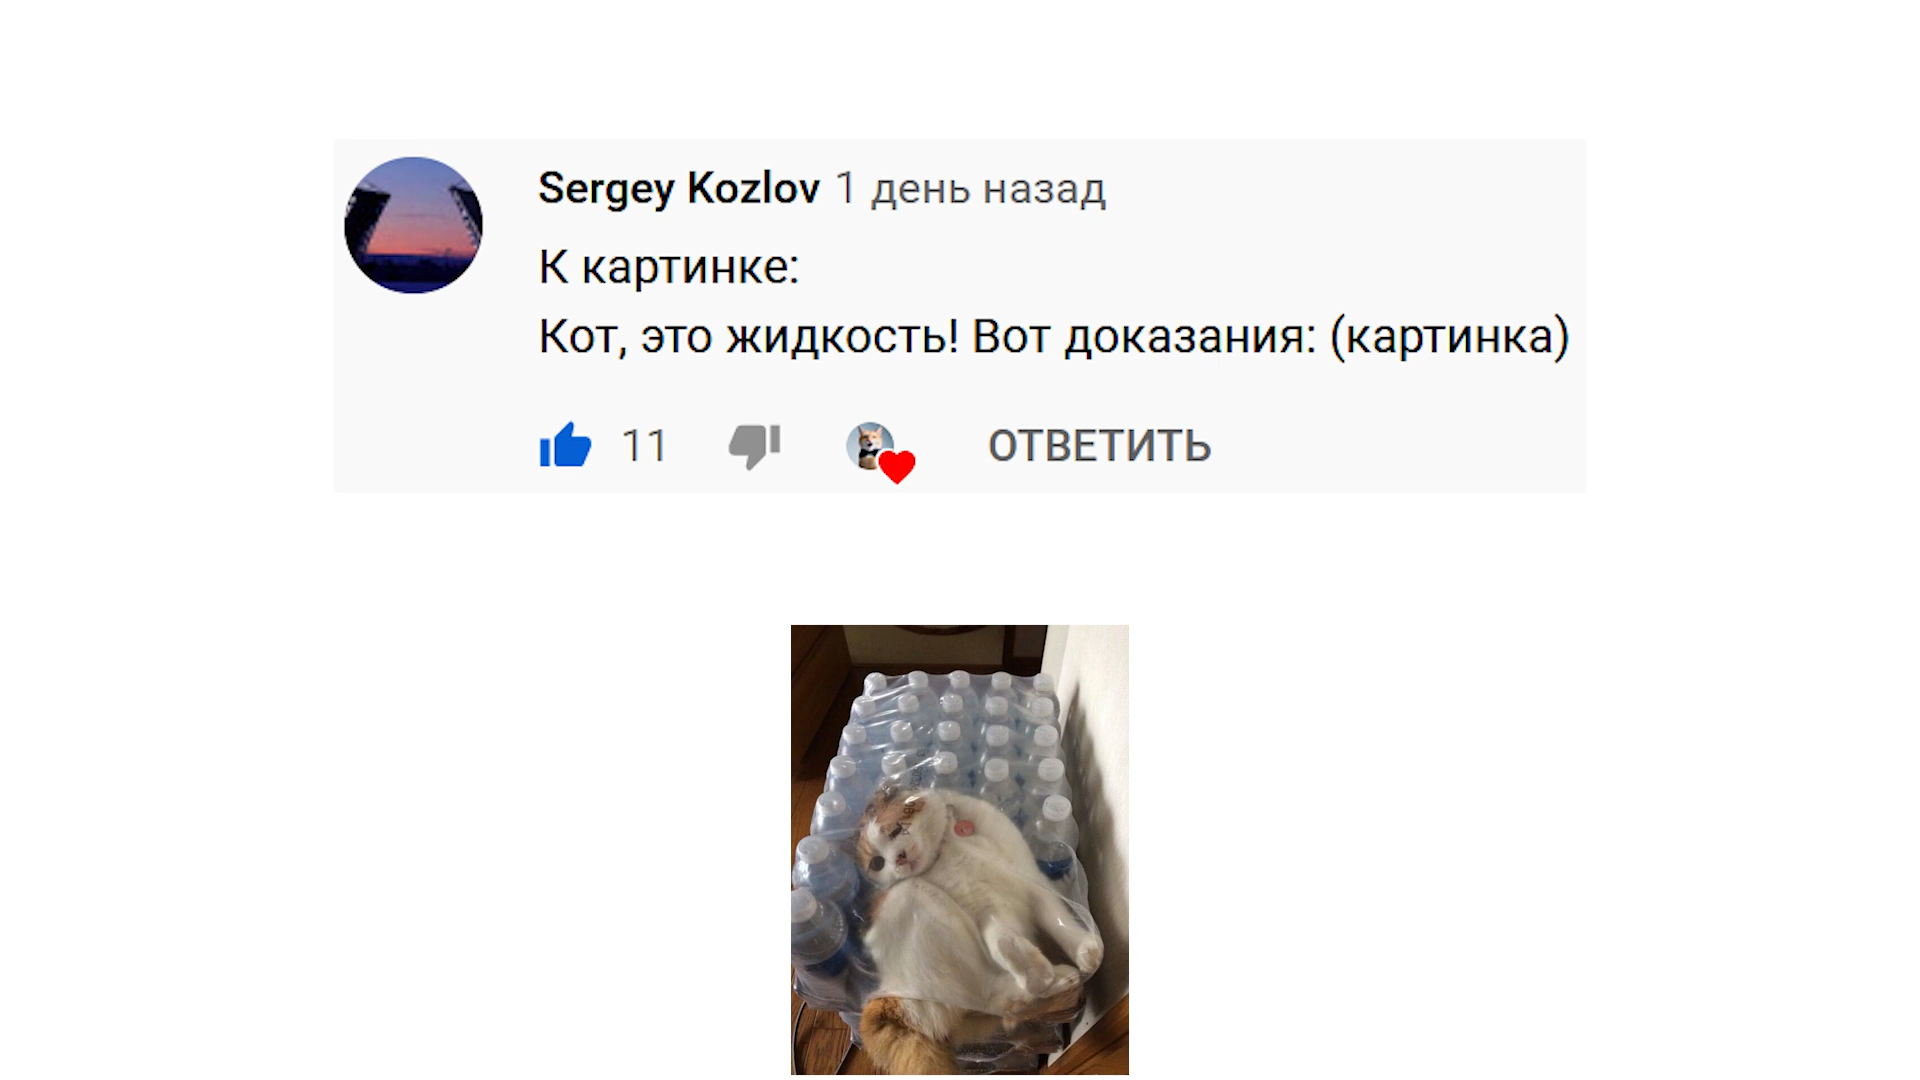 Sergey Kozlov 1 день назад
К картинке:
Кот, это жидкость! Вот доказания: (картинка)
11
ОТВЕТИТЬ